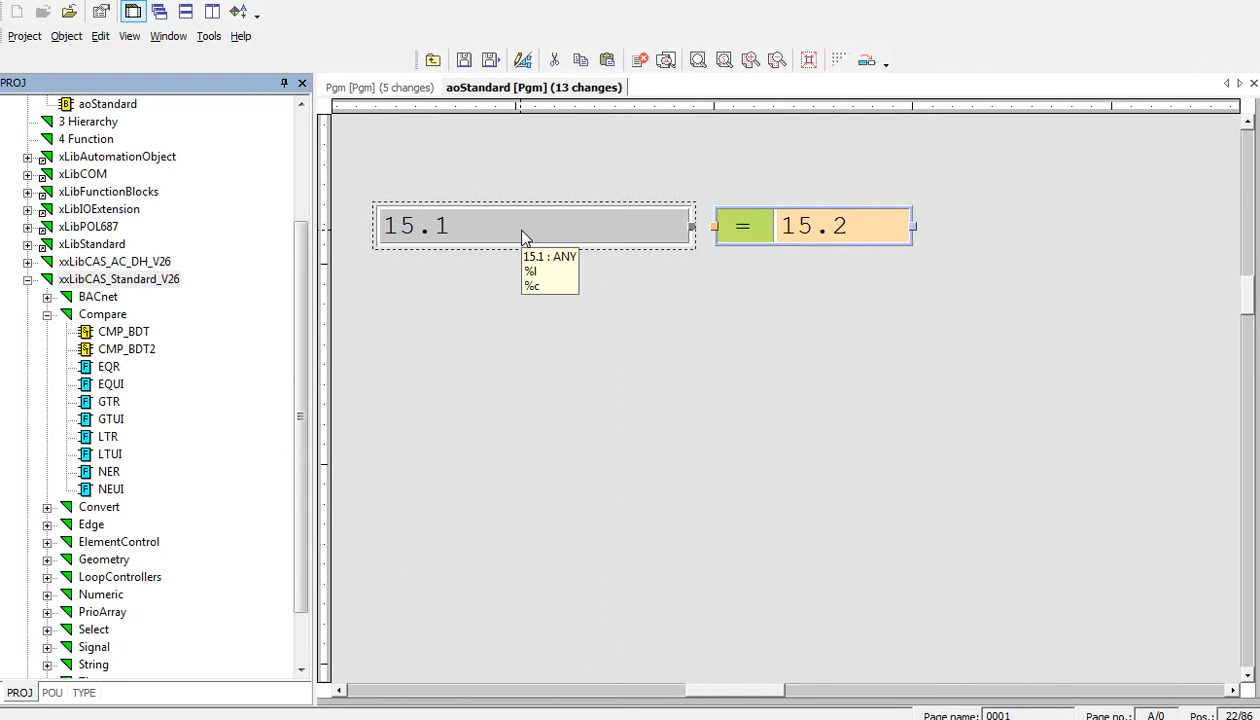 Project Object Edit View Window Tools Help
PROJ
Pgm [Pgm] (5 changes) aoStandard [Pgm] (13 changes)
aoStandard
3 Hierarchy
4 Function
xLibAutomationObject
xLibCOM
xLibFunctionBlocks
xLibIOExtension
xLibPOL687
xLibStandard
xxLibCAS_AC_DH_V26
xxLibCAS_Standard_V26
BACnet
Compare
CMP_BDT
CMP_BDT2
EQR
EQUI
GTR
GTUI
LTR
LTUI
NER
NEUI
Convert
Edge
ElementControl
Geometry
LoopControllers
Numeric
PrioArray
Select
Signal
String
PROJ POU TYPE
15.1
= 15.2
15.1 : ANY
%I
%c
Page name: 0001 Page no.: A/0 Pos.: 22/86